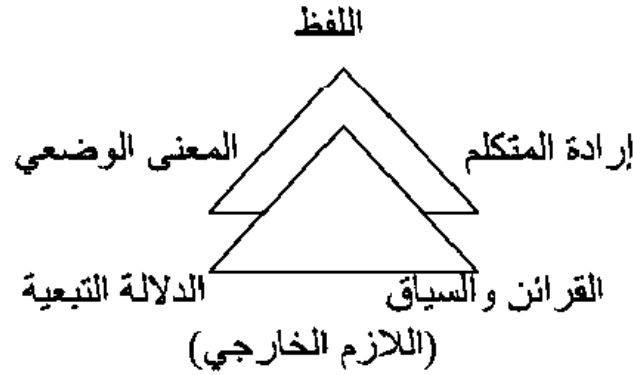 اللفظ
إرادة المتكلم
المعنى الوضعي
القرائن والسياق
الدلالة التبعية
(اللازم الخارجي)